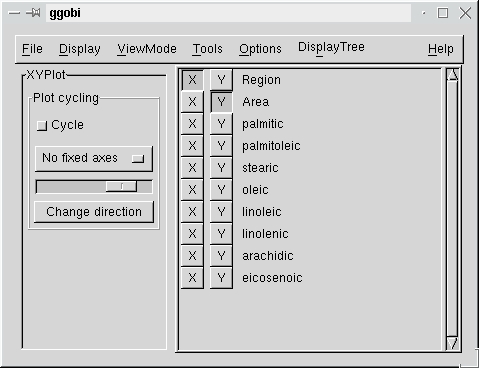 ggobi
File Display ViewMode Tools Options DisplayTree Help
XYPlot
Plot cycling
Cycle
No fixed axes
Change direction
X Y Region
X Y Area
X Y palmitic
X Y palmitoleic
X Y stearic
X Y oleic
X Y linoleic
X Y linolenic
X Y arachidic
X Y eicosenoic